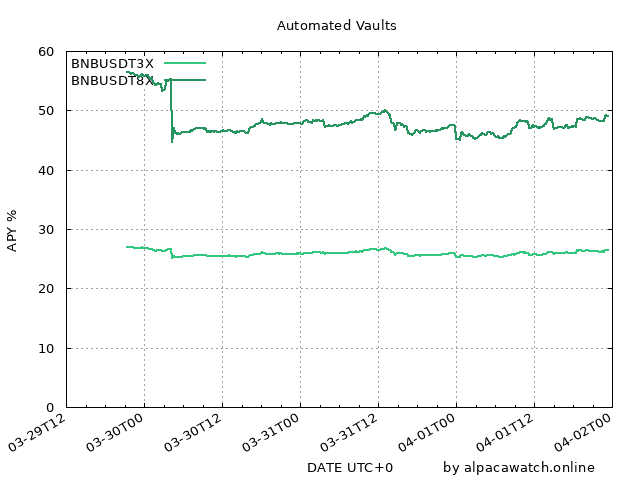 Automated Vaults
60
BNBUSDT3X
BNBUSDT8X
50
40
30
20
10
0
APY %
03-29T12
03-30T00
03-30T12
03-31T00
03-31T12
04-01T00
04-01T12
04-02T00
DATE UTC+0
by alpacawatch.online